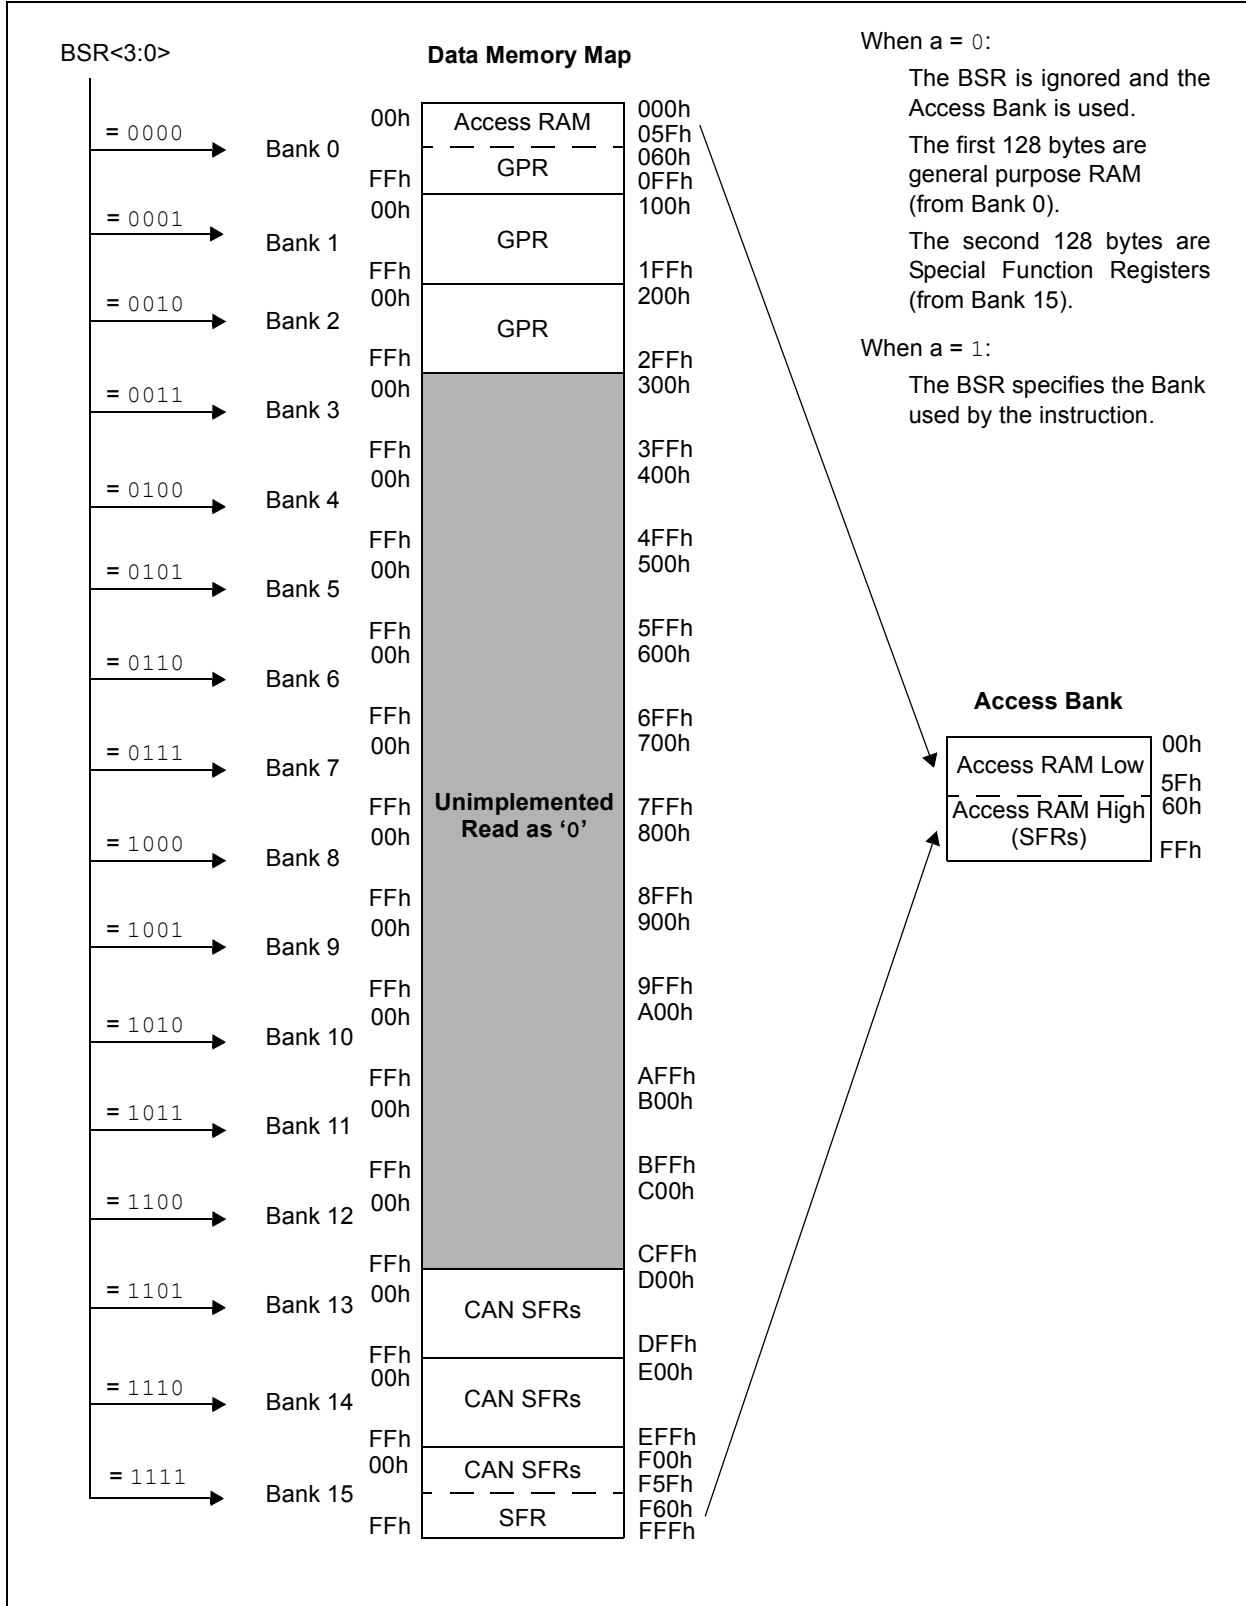 BSR<3:0>
Data Memory Map
When a = 0:
The BSR is ignored and the
Access Bank is used.
The first 128 bytes are
general purpose RAM
(from Bank 0).
The second 128 bytes are
Special Function Registers
(from Bank 15).
When a = 1:
The BSR specifies the Bank
used by the instruction.
= 0000
Bank 0
00h
FFh
Access RAM
GPR
000h
05Fh
060h
0FFh
= 0001
Bank 1
00h
FFh
GPR
100h
1FFh
= 0010
Bank 2
00h
FFh
GPR
200h
2FFh
= 0011
Bank 3
00h
FFh
300h
3FFh
= 0100
Bank 4
00h
FFh
400h
4FFh
= 0101
Bank 5
00h
FFh
500h
5FFh
= 0110
Bank 6
00h
FFh
600h
6FFh
= 0111
Bank 7
00h
FFh
700h
7FFh
Unimplemented
Read as ‘0’
= 1000
Bank 8
00h
FFh
800h
8FFh
= 1001
Bank 9
00h
FFh
900h
9FFh
= 1010
Bank 10
00h
FFh
A00h
AFFh
= 1011
Bank 11
00h
FFh
B00h
BFFh
= 1100
Bank 12
00h
FFh
C00h
CFFh
= 1101
Bank 13
00h
FFh
CAN SFRs
D00h
DFFh
= 1110
Bank 14
00h
FFh
CAN SFRs
E00h
EFFh
= 1111
Bank 15
00h
FFh
CAN SFRs
SFR
F00h
F5Fh
F60h
FFFh
Access Bank
Access RAM Low
00h
5Fh
Access RAM High
(SFRs)
60h
FFh